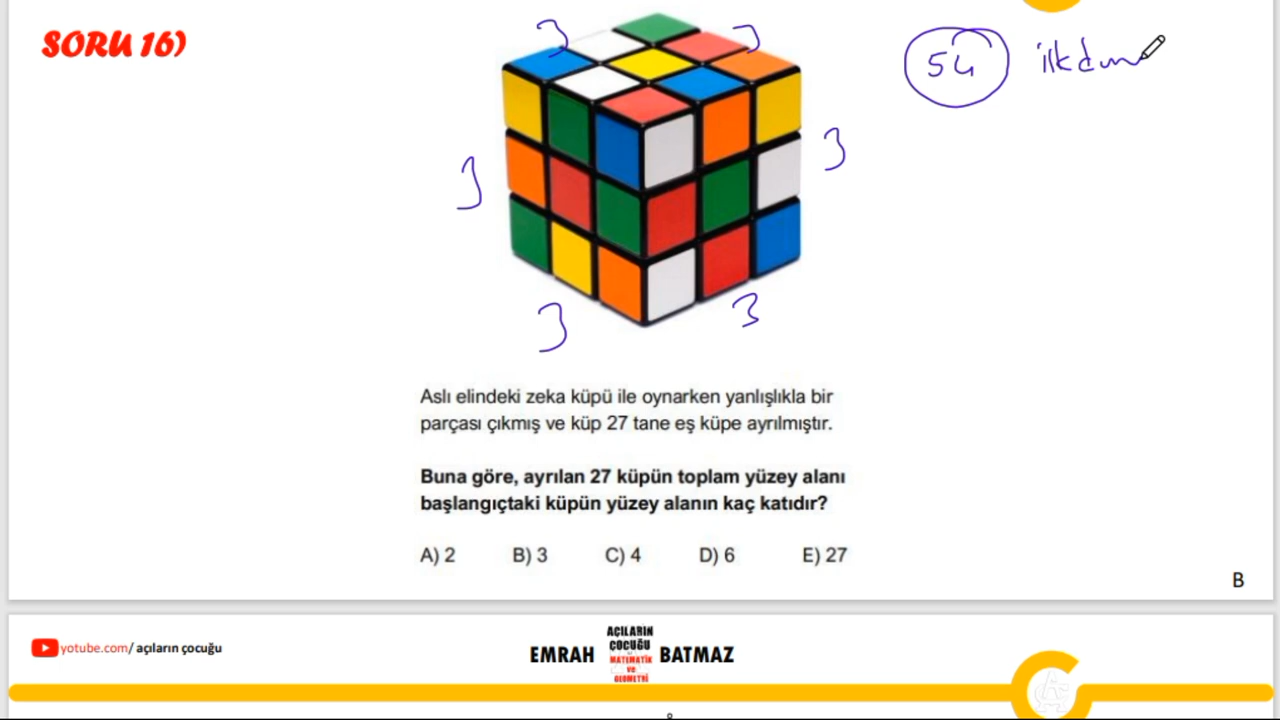 SORU 16)
3
3
54
3
3
3
3
Aslı elindeki zeka küpü ile oynarken yanlışlıkla bir
parçası çıkmış ve küp 27 tane eş küpe ayrılmıştır.
Buna göre, ayrılan 27 küpün toplam yüzey alanı
başlangıçtaki küpün yüzey alanın kaç katıdır?
A) 2 B) 3 C) 4 D) 6 E) 27
B
yotube.com/ açıların çocuğu
EMRAH
AÇILARIN
ÇOCUĞU
MATEMATİK
ve
GEOMETRİ
BATMAZ